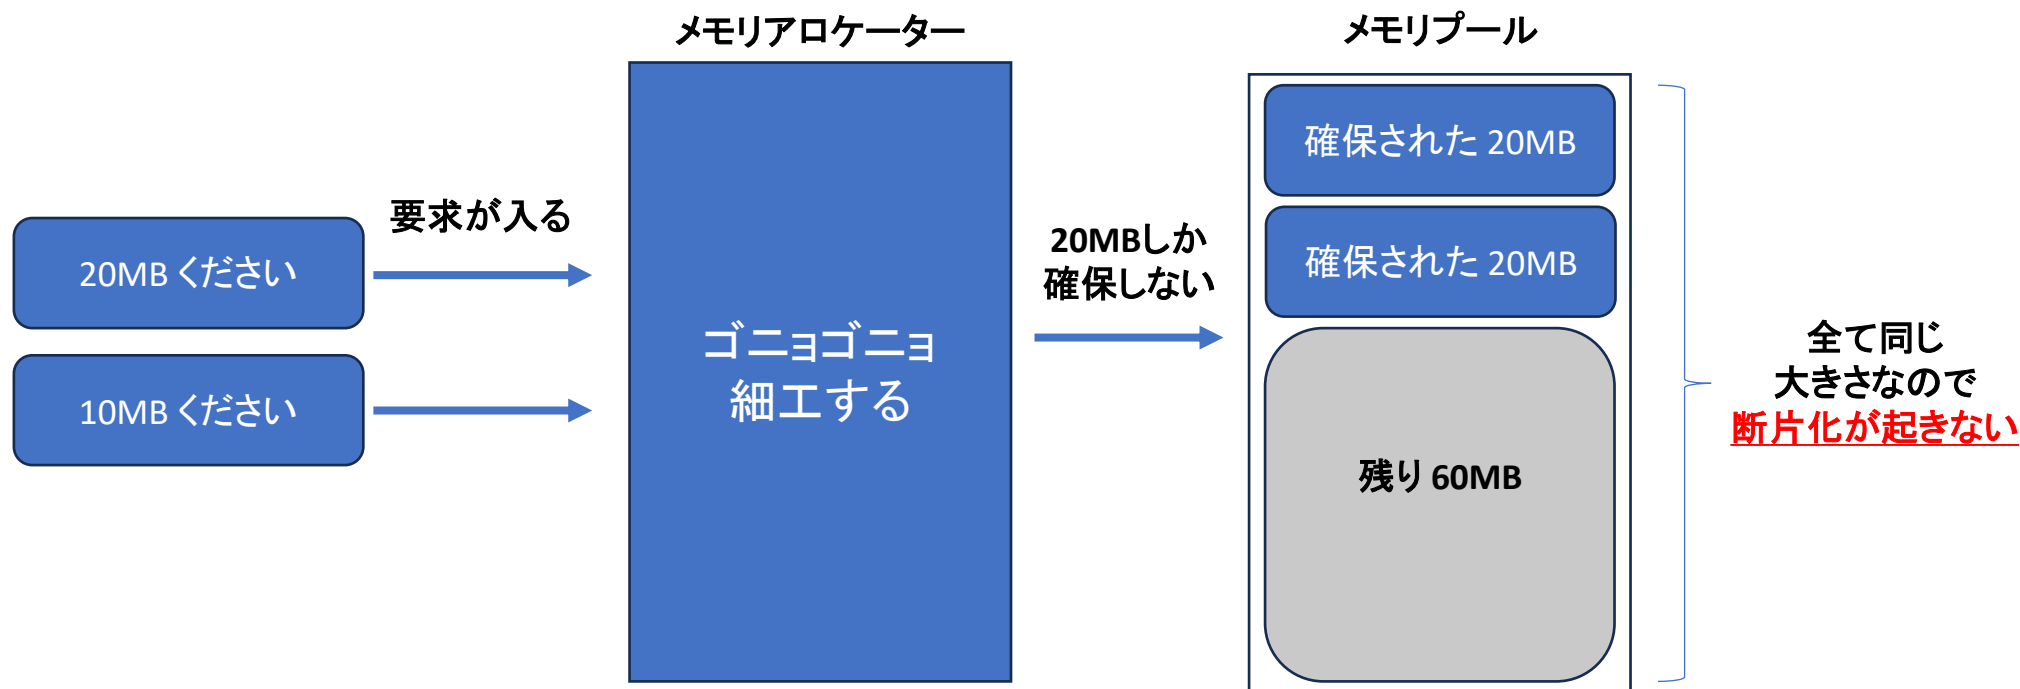 メモリアロケーター
メモリプール
20MB ください
10MB ください
要求が入る
ゴニョゴニョ
細工する
20MBしか
確保しない
確保された 20MB
確保された 20MB
残り 60MB
全て同じ
大きさなので
断片化が起きない